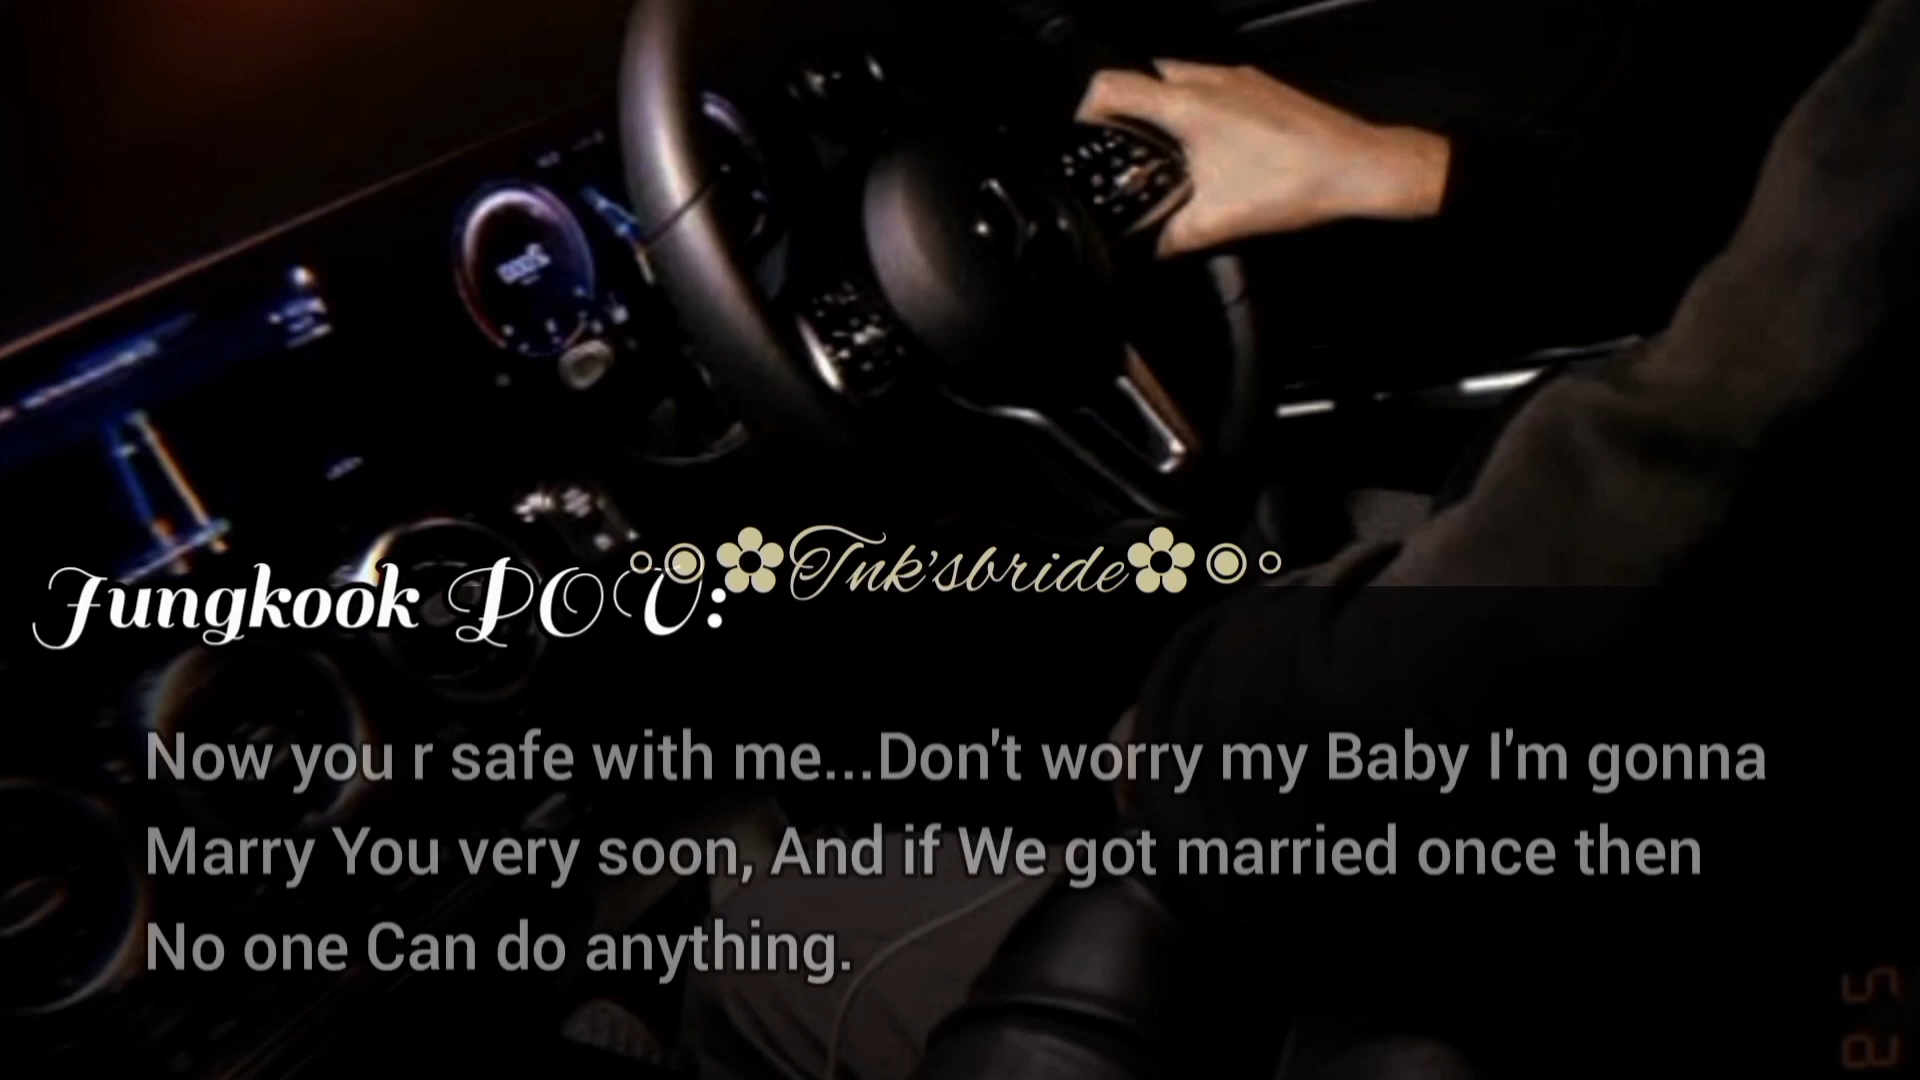 ◦◉✿Tnk'sbride✿◉◦
Jungkook POV:
Now you r safe with me...Don't worry my Baby I'm gonna
Marry You very soon, And if We got married once then
No one Can do anything.